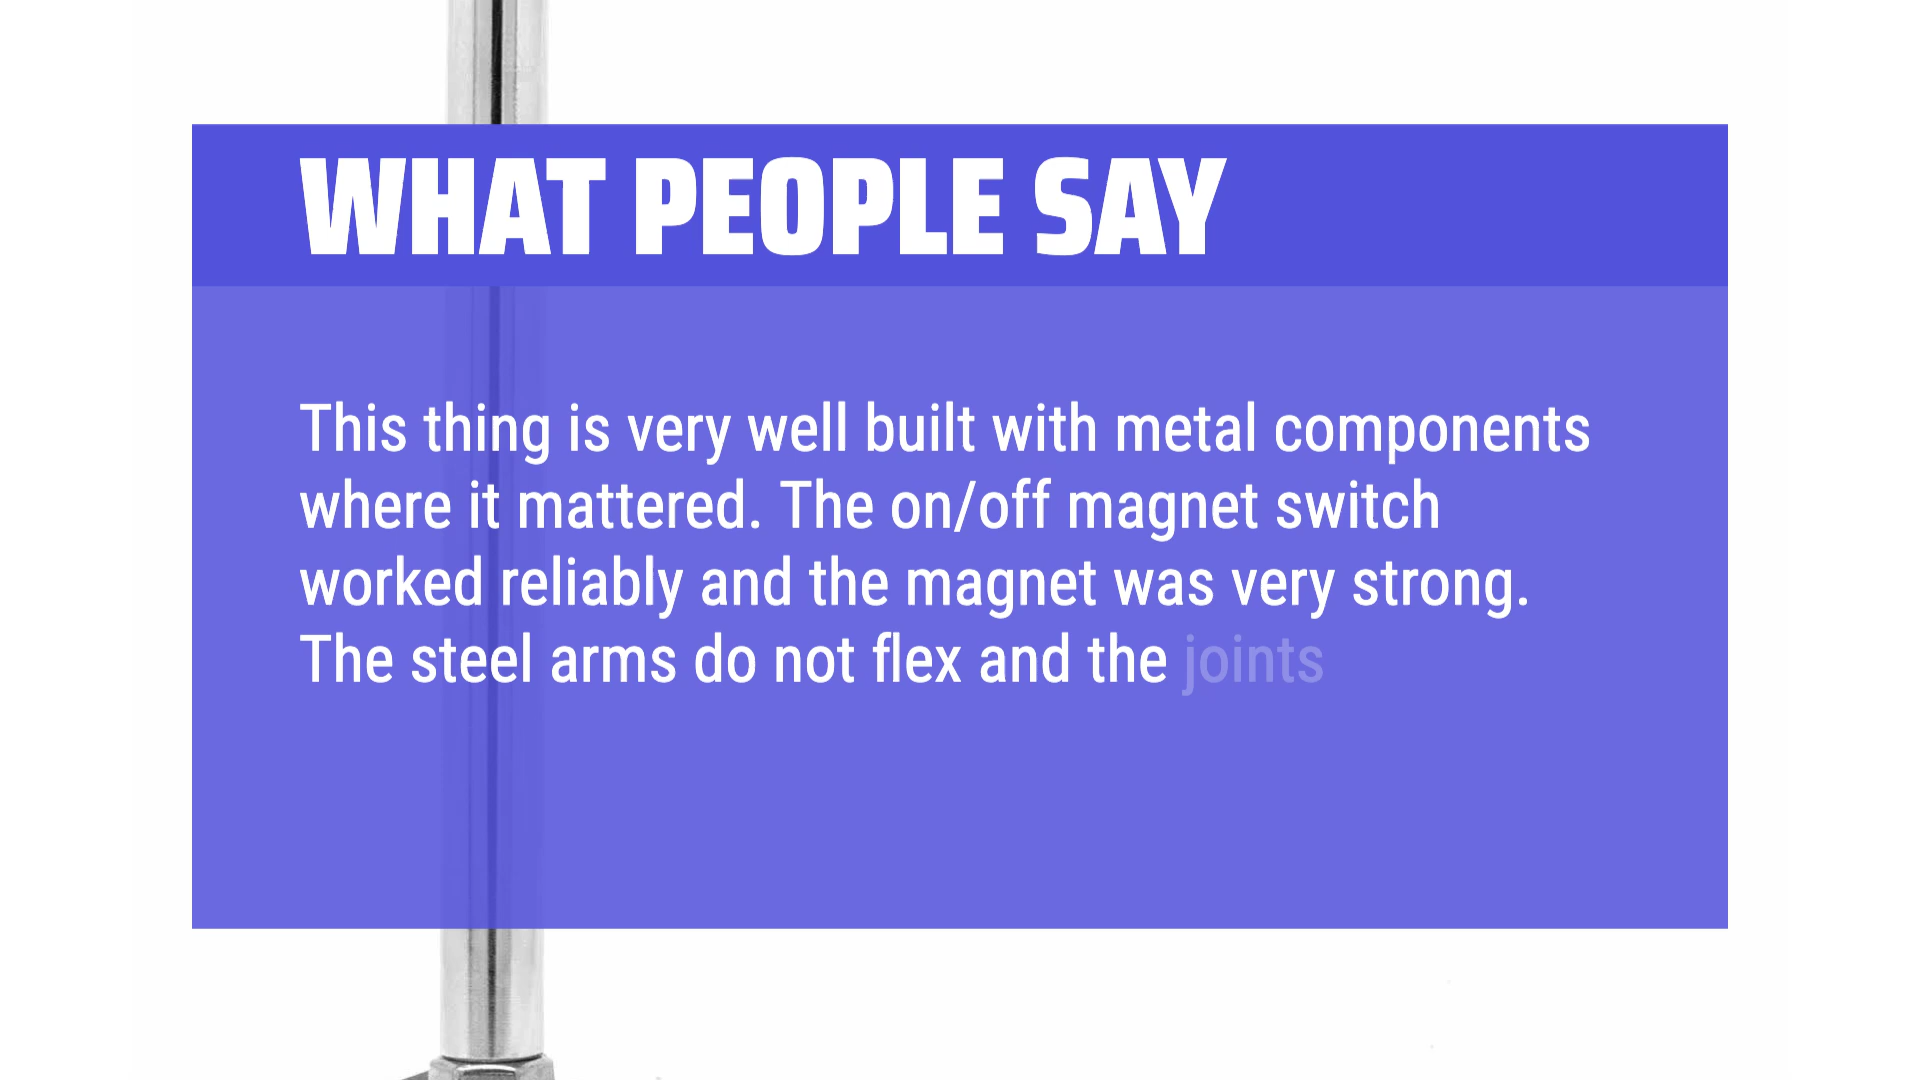 WHAT PEOPLE SAY
This thing is very well built with metal components
where it mattered. The on/off magnet switch
worked reliably and the magnet was very strong.
The steel arms do not flex and the joints